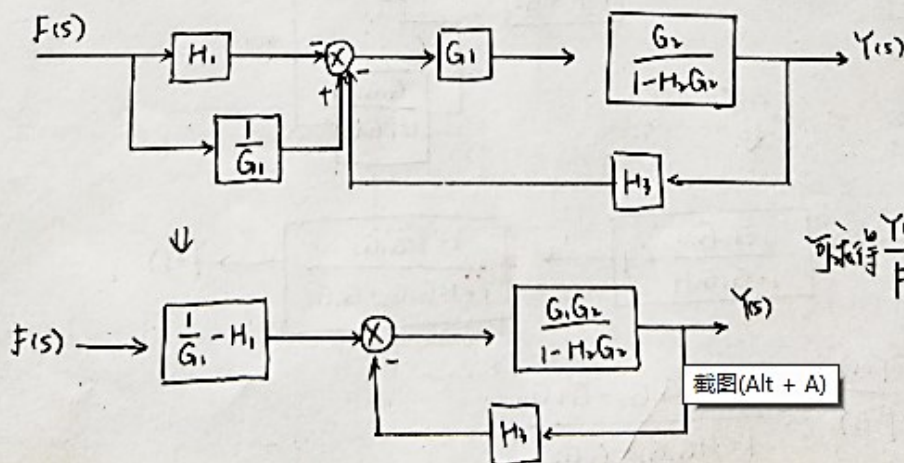 F(s) H₁ - - G₁ G₂ / 1-H₂G₂ Y(s)
+
1 / G₁
H₃
⇓
可求得 Y(
F
F(s) 1 / G₁ - H₁ - G₁G₂ / 1-H₂G₂ Y(s)
截图(Alt + A)
H₃